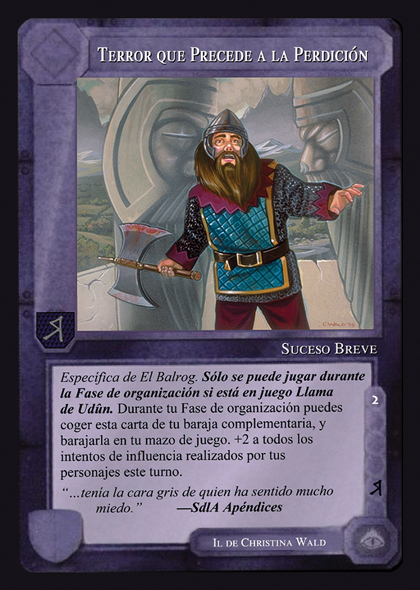 TERROR QUE PRECEDE A LA PERDICIÓN
SUCESO BREVE
Específica de El Balrog. Sólo se puede jugar durante
la Fase de organización si está en juego Llama
de Udûn. Durante tu Fase de organización puedes
coger esta carta de tu baraja complementaria, y
barajarla en tu mazo de juego. +2 a todos los
intentos de influencia realizados por tus
personajes este turno.
2
“...tenía la cara gris de quien ha sentido mucho
miedo.” —SdlA Apéndices
IL DE CHRISTINA WALD